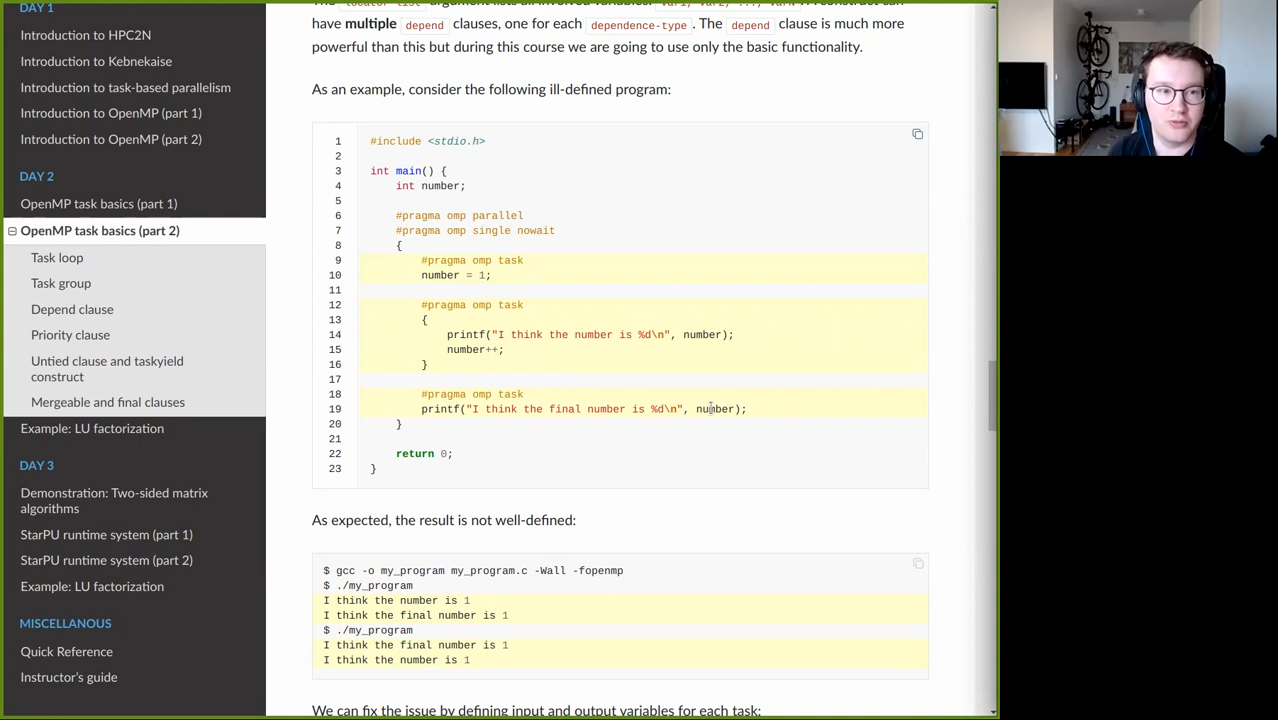 DAY 1
Introduction to HPC2N
Introduction to Kebnekaise
Introduction to task-based parallelism
Introduction to OpenMP (part 1)
Introduction to OpenMP (part 2)
DAY 2
OpenMP task basics (part 1)
OpenMP task basics (part 2)
Task loop
Task group
Depend clause
Priority clause
Untied clause and taskyield
construct
Mergeable and final clauses
Example: LU factorization
DAY 3
Demonstration: Two-sided matrix
algorithms
StarPU runtime system (part 1)
StarPU runtime system (part 2)
Example: LU factorization
MISCELLANOUS
Quick Reference
Instructor's guide
have multiple depend clauses, one for each dependence-type. The depend clause is much more
powerful than this but during this course we are going to use only the basic functionality.
As an example, consider the following ill-defined program:
1 #include <stdio.h>
2
3 int main() {
4 int number;
5
6 #pragma omp parallel
7 #pragma omp single nowait
8 {
9 #pragma omp task
10 number = 1;
11
12 #pragma omp task
13 {
14 printf("I think the number is %d\n", number);
15 number++;
16 }
17
18 #pragma omp task
19 printf("I think the final number is %d\n", number);
20 }
21
22 return 0;
23 }
As expected, the result is not well-defined:
$ gcc -o my_program my_program.c -Wall -fopenmp
$ ./my_program
I think the number is 1
I think the final number is 1
$ ./my_program
I think the final number is 1
I think the number is 1
We can fix the issue by defining input and output variables for each task: